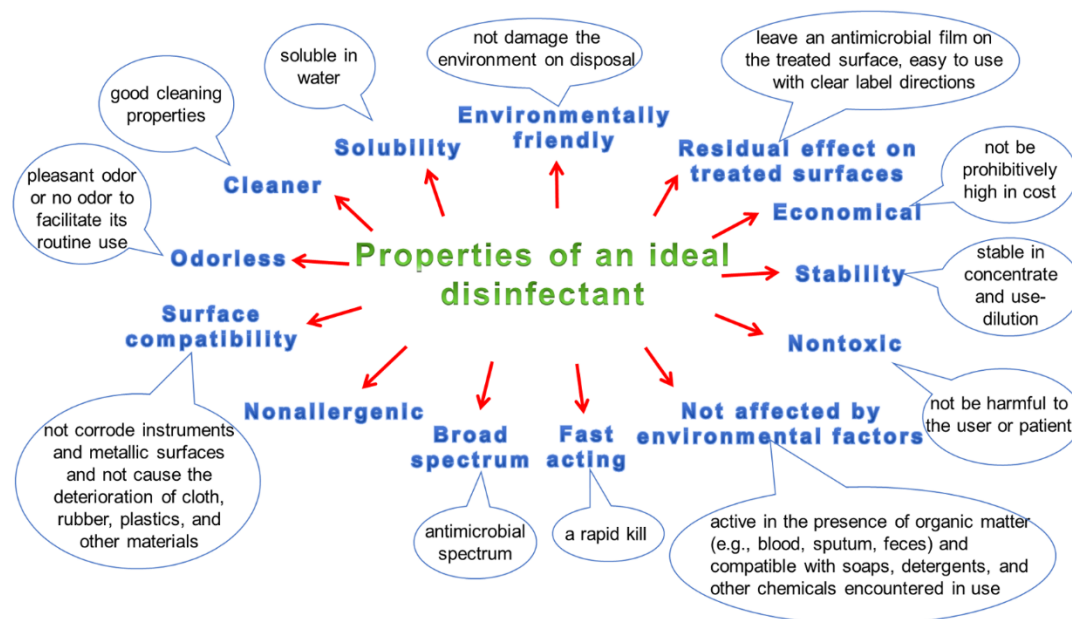 Properties of an ideal
disinfectant
not damage the
environment on disposal
Environmentally
friendly
leave an antimicrobial film on
the treated surface, easy to use
with clear label directions
Residual effect on
treated surfaces
not be
prohibitively
high in cost
Economical
stable in
concentrate
and use-
dilution
Stability
Nontoxic
not be harmful to
the user or patient
Not affected by
environmental factors
active in the presence of organic matter
(e.g., blood, sputum, feces) and
compatible with soaps, detergents, and
other chemicals encountered in use
Fast
acting
a rapid kill
Broad
spectrum
antimicrobial
spectrum
Nonallergenic
Surface
compatibility
not corrode instruments
and metallic surfaces
and not cause the
deterioration of cloth,
rubber, plastics, and
other materials
Odorless
pleasant odor
or no odor to
facilitate its
routine use
Cleaner
good cleaning
properties
Solubility
soluble in
water